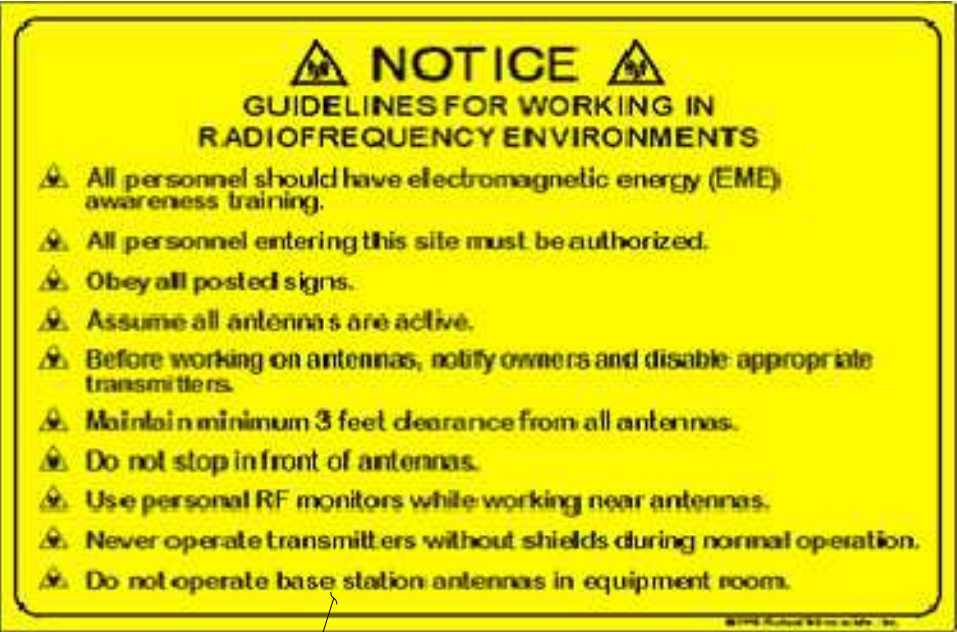 NOTICE
GUIDELINES FOR WORKING IN
RADIOFREQUENCY ENVIRONMENTS
All personnel should have electromagnetic energy (EME)
awareness training.
All personnel entering this site must be authorized.
Obey all posted signs.
Assume all antennas are active.
Before working on antennas, notify owners and disable appropriate
transmitters.
Maintain minimum 3 feet clearance from all antennas.
Do not stop in front of antennas.
Use personal RF monitors while working near antennas.
Never operate transmitters without shields during normal operation.
Do not operate base station antennas in equipment room.